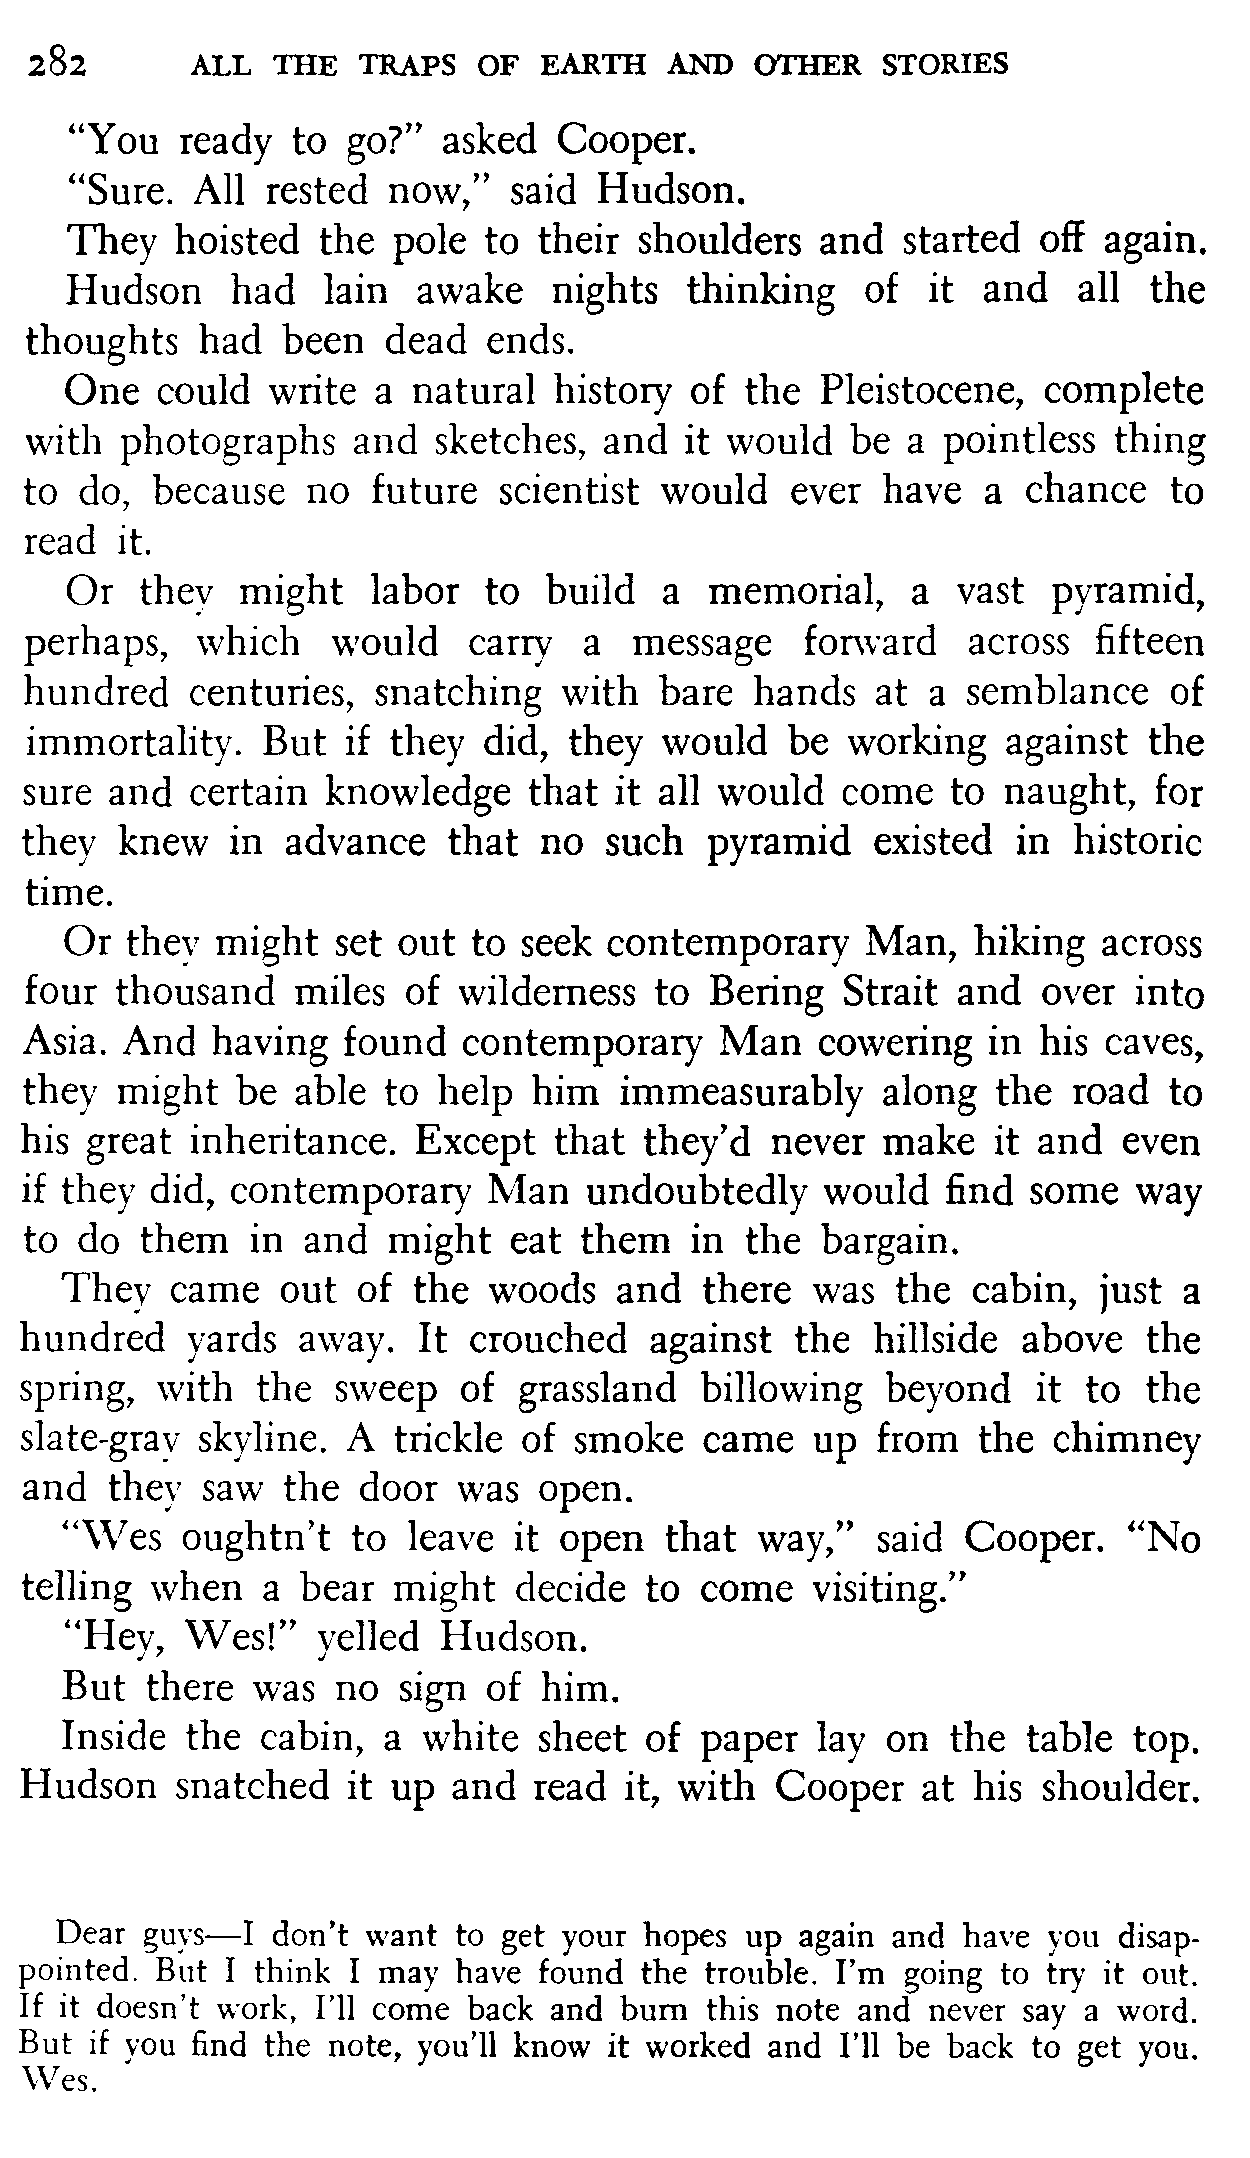 282 ALL THE TRAPS OF EARTH AND OTHER STORIES
“You ready to go?” asked Cooper.
“Sure. All rested now,” said Hudson.
They hoisted the pole to their shoulders and started off again.
Hudson had lain awake nights thinking of it and all the
thoughts had been dead ends.
One could write a natural history of the Pleistocene, complete
with photographs and sketches, and it would be a pointless thing
to do, because no future scientist would ever have a chance to
read it.
Or they might labor to build a memorial, a vast pyramid,
perhaps, which would carry a message forward across fifteen
hundred centuries, snatching with bare hands at a semblance of
immortality. But if they did, they would be working against the
sure and certain knowledge that it all would come to naught, for
they knew in advance that no such pyramid existed in historic
time.
Or they might set out to seek contemporary Man, hiking across
four thousand miles of wilderness to Bering Strait and over into
Asia. And having found contemporary Man cowering in his caves,
they might be able to help him immeasurably along the road to
his great inheritance. Except that they’d never make it and even
if they did, contemporary Man undoubtedly would find some way
to do them in and might eat them in the bargain.
They came out of the woods and there was the cabin, just a
hundred yards away. It crouched against the hillside above the
spring, with the sweep of grassland billowing beyond it to the
slate-gray skyline. A trickle of smoke came up from the chimney
and they saw the door was open.
“Wes oughtn’t to leave it open that way,” said Cooper. “No
telling when a bear might decide to come visiting.”
“Hey, Wes!” yelled Hudson.
But there was no sign of him.
Inside the cabin, a white sheet of paper lay on the table top.
Hudson snatched it up and read it, with Cooper at his shoulder.
Dear guys—I don’t want to get your hopes up again and have you disap-
pointed. But I think I may have found the trouble. I’m going to try it out.
If it doesn’t work, I’ll come back and burn this note and never say a word.
But if you find the note, you’ll know it worked and I’ll be back to get you.
Wes.